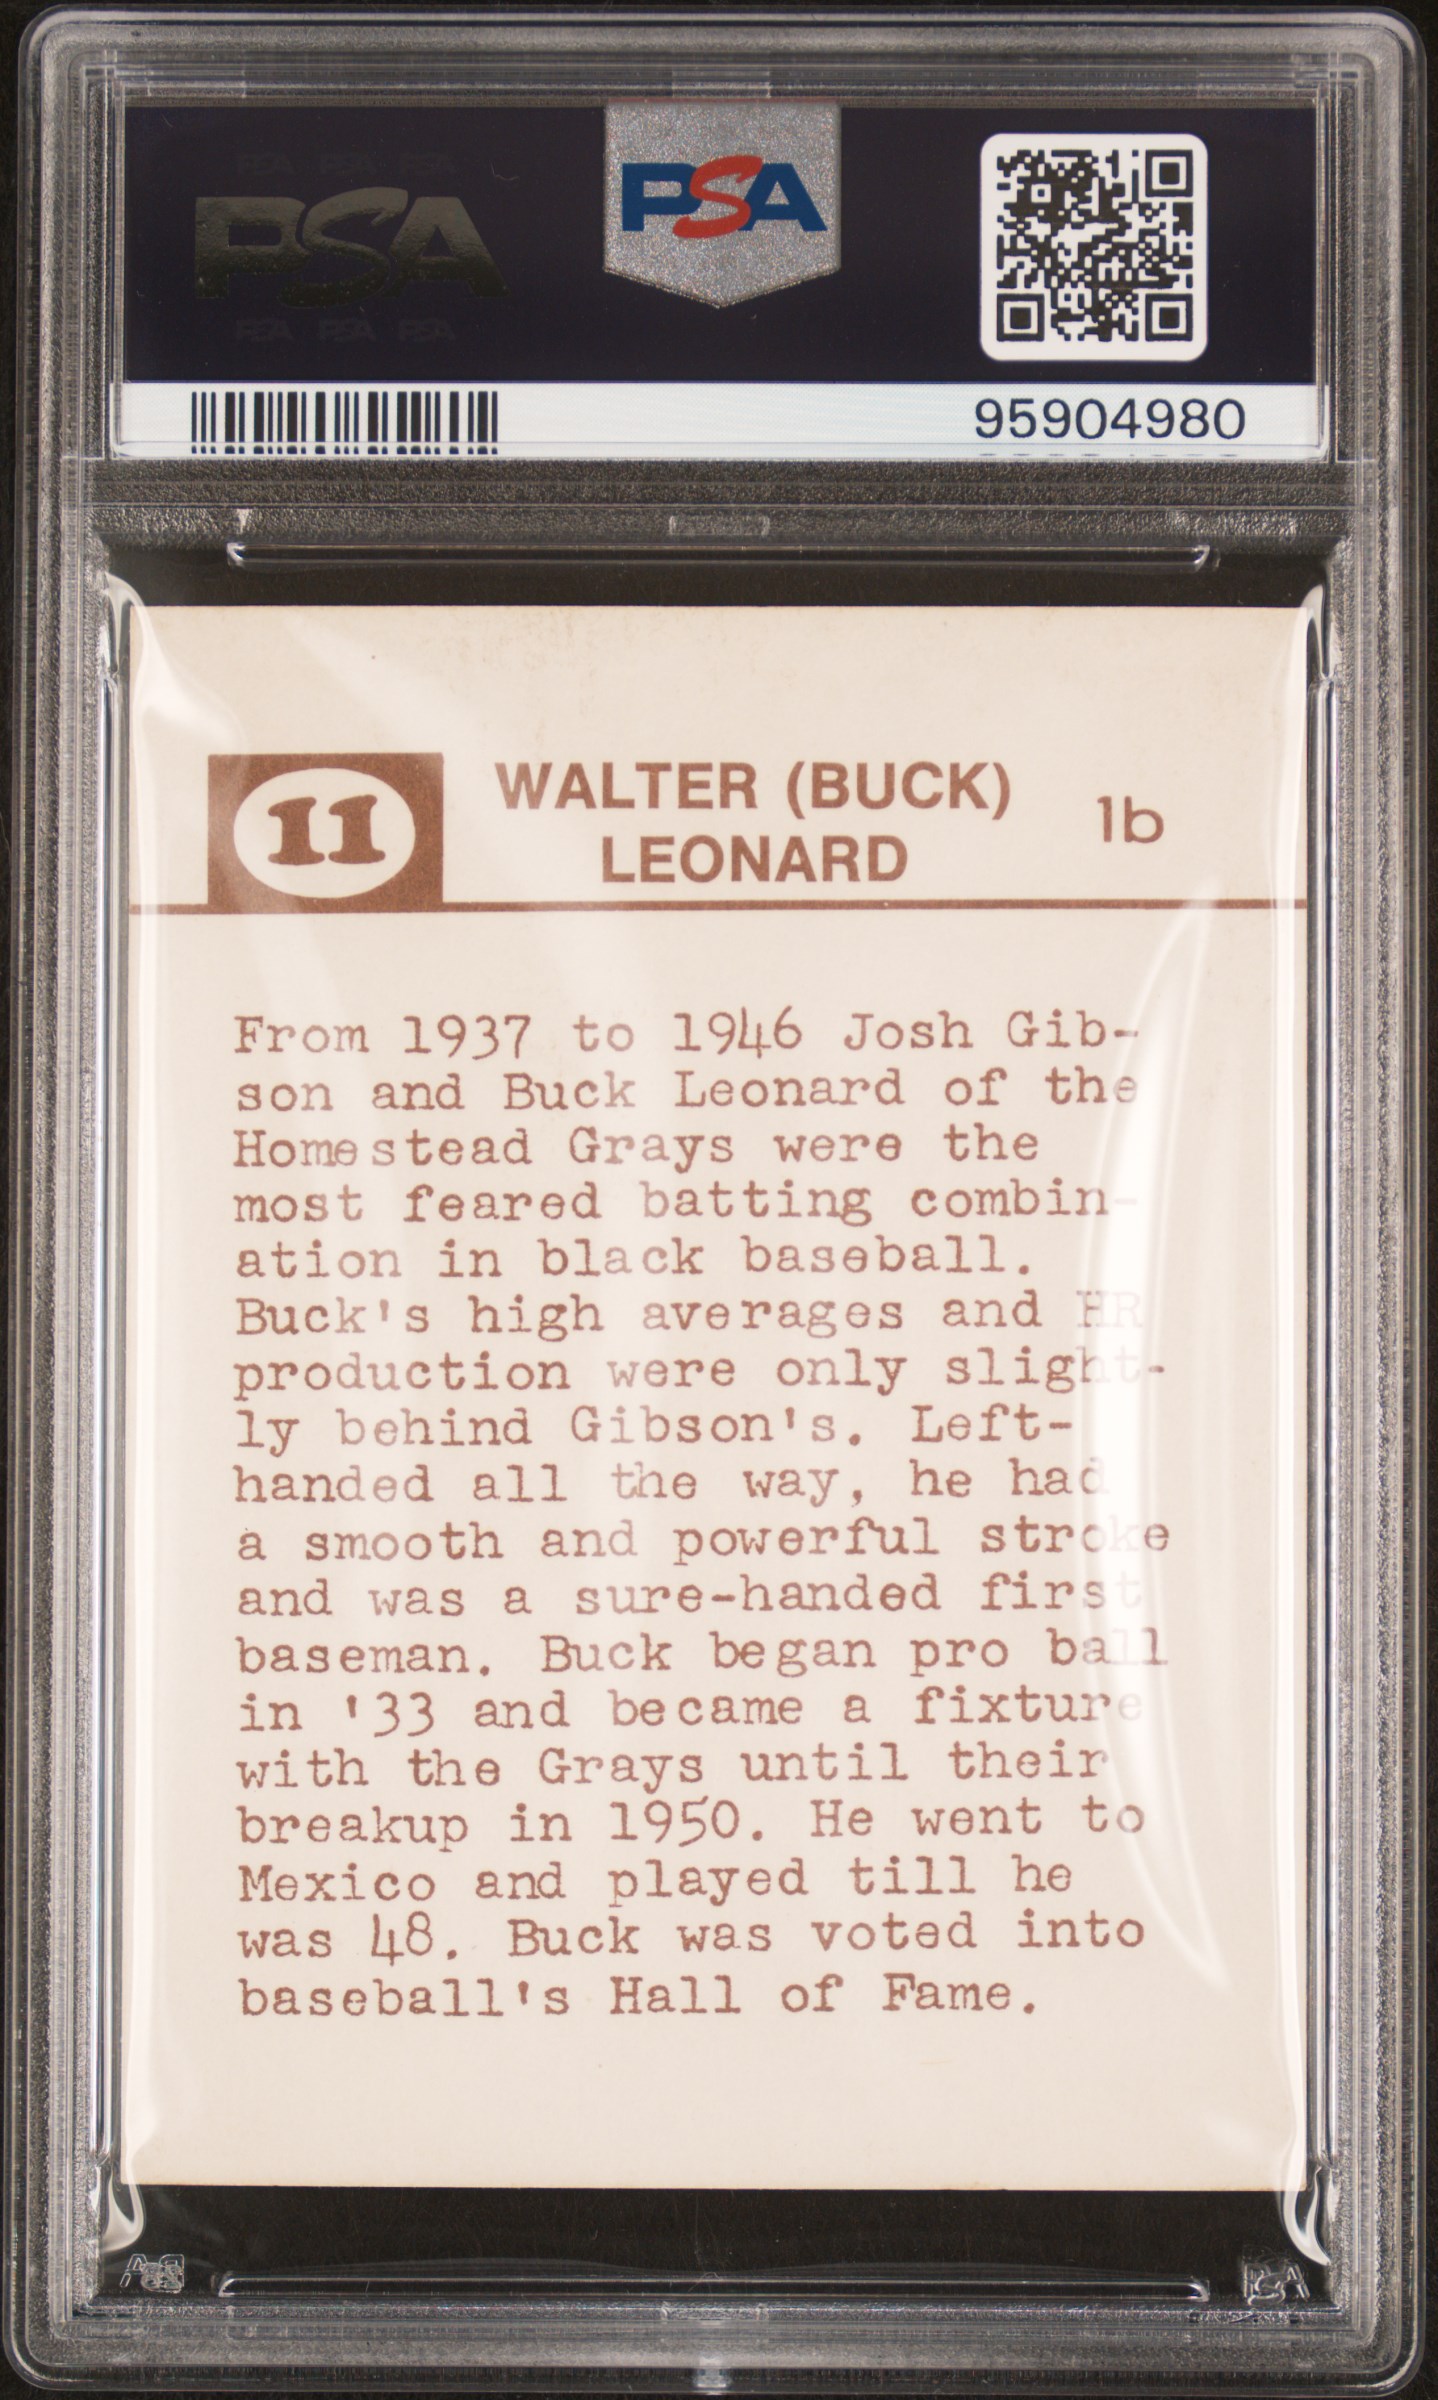 PSA
PSA
PSA PSA PSA
95904980
11
WALTER (BUCK)
LEONARD
1b
From 1937 to 1946 Josh Gib-
son and Buck Leonard of the
Homestead Grays were the
most feared batting combin-
ation in black baseball.
Buck's high averages and HR
production were only slight-
ly behind Gibson's. Left-
handed all the way, he had
a smooth and powerful stroke
and was a sure-handed first
baseman. Buck began pro ball
in '33 and became a fixture
with the Grays until their
breakup in 1950. He went to
Mexico and played till he
was 48. Buck was voted into
baseball's Hall of Fame.
PSA